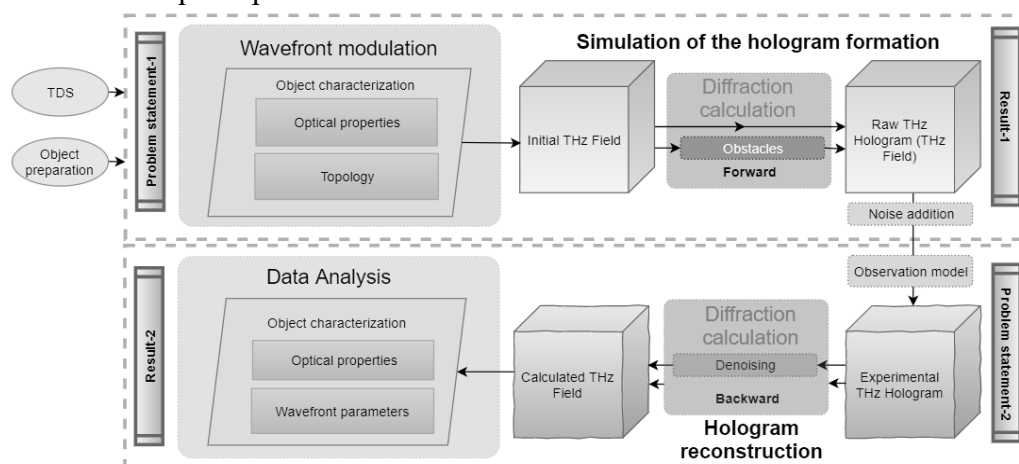 Wavefront modulation
Simulation of the hologram formation
Problem statement-1
TDS
Object
preparation
Object characterization
Optical properties
Topology
Initial THz Field
Diffraction
calculation
Obstacles
Forward
Raw THz
Hologram (THz
Field)
Result-1
Noise addition
Observation model
Result-2
Data Analysis
Object characterization
Optical properties
Wavefront parameters
Calculated THz
Field
Diffraction
calculation
Denoising
Backward
Hologram
reconstruction
Experimental
THz Hologram
Problem statement-2